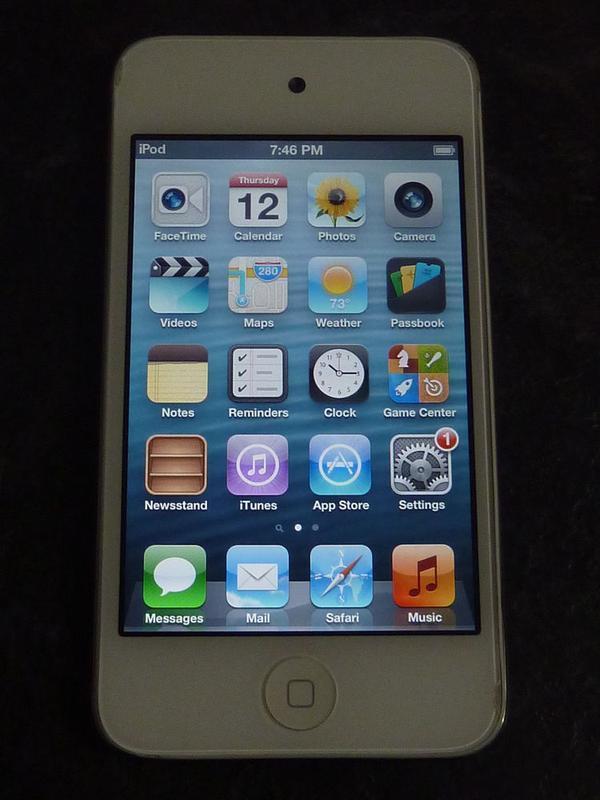 iPod 7:46 PM
Thursday
12
FaceTime Calendar Photos Camera
280
73°
Videos Maps Weather Passbook
Notes Reminders Clock Game Center
1
Newsstand iTunes App Store Settings
Messages Mail Safari Music